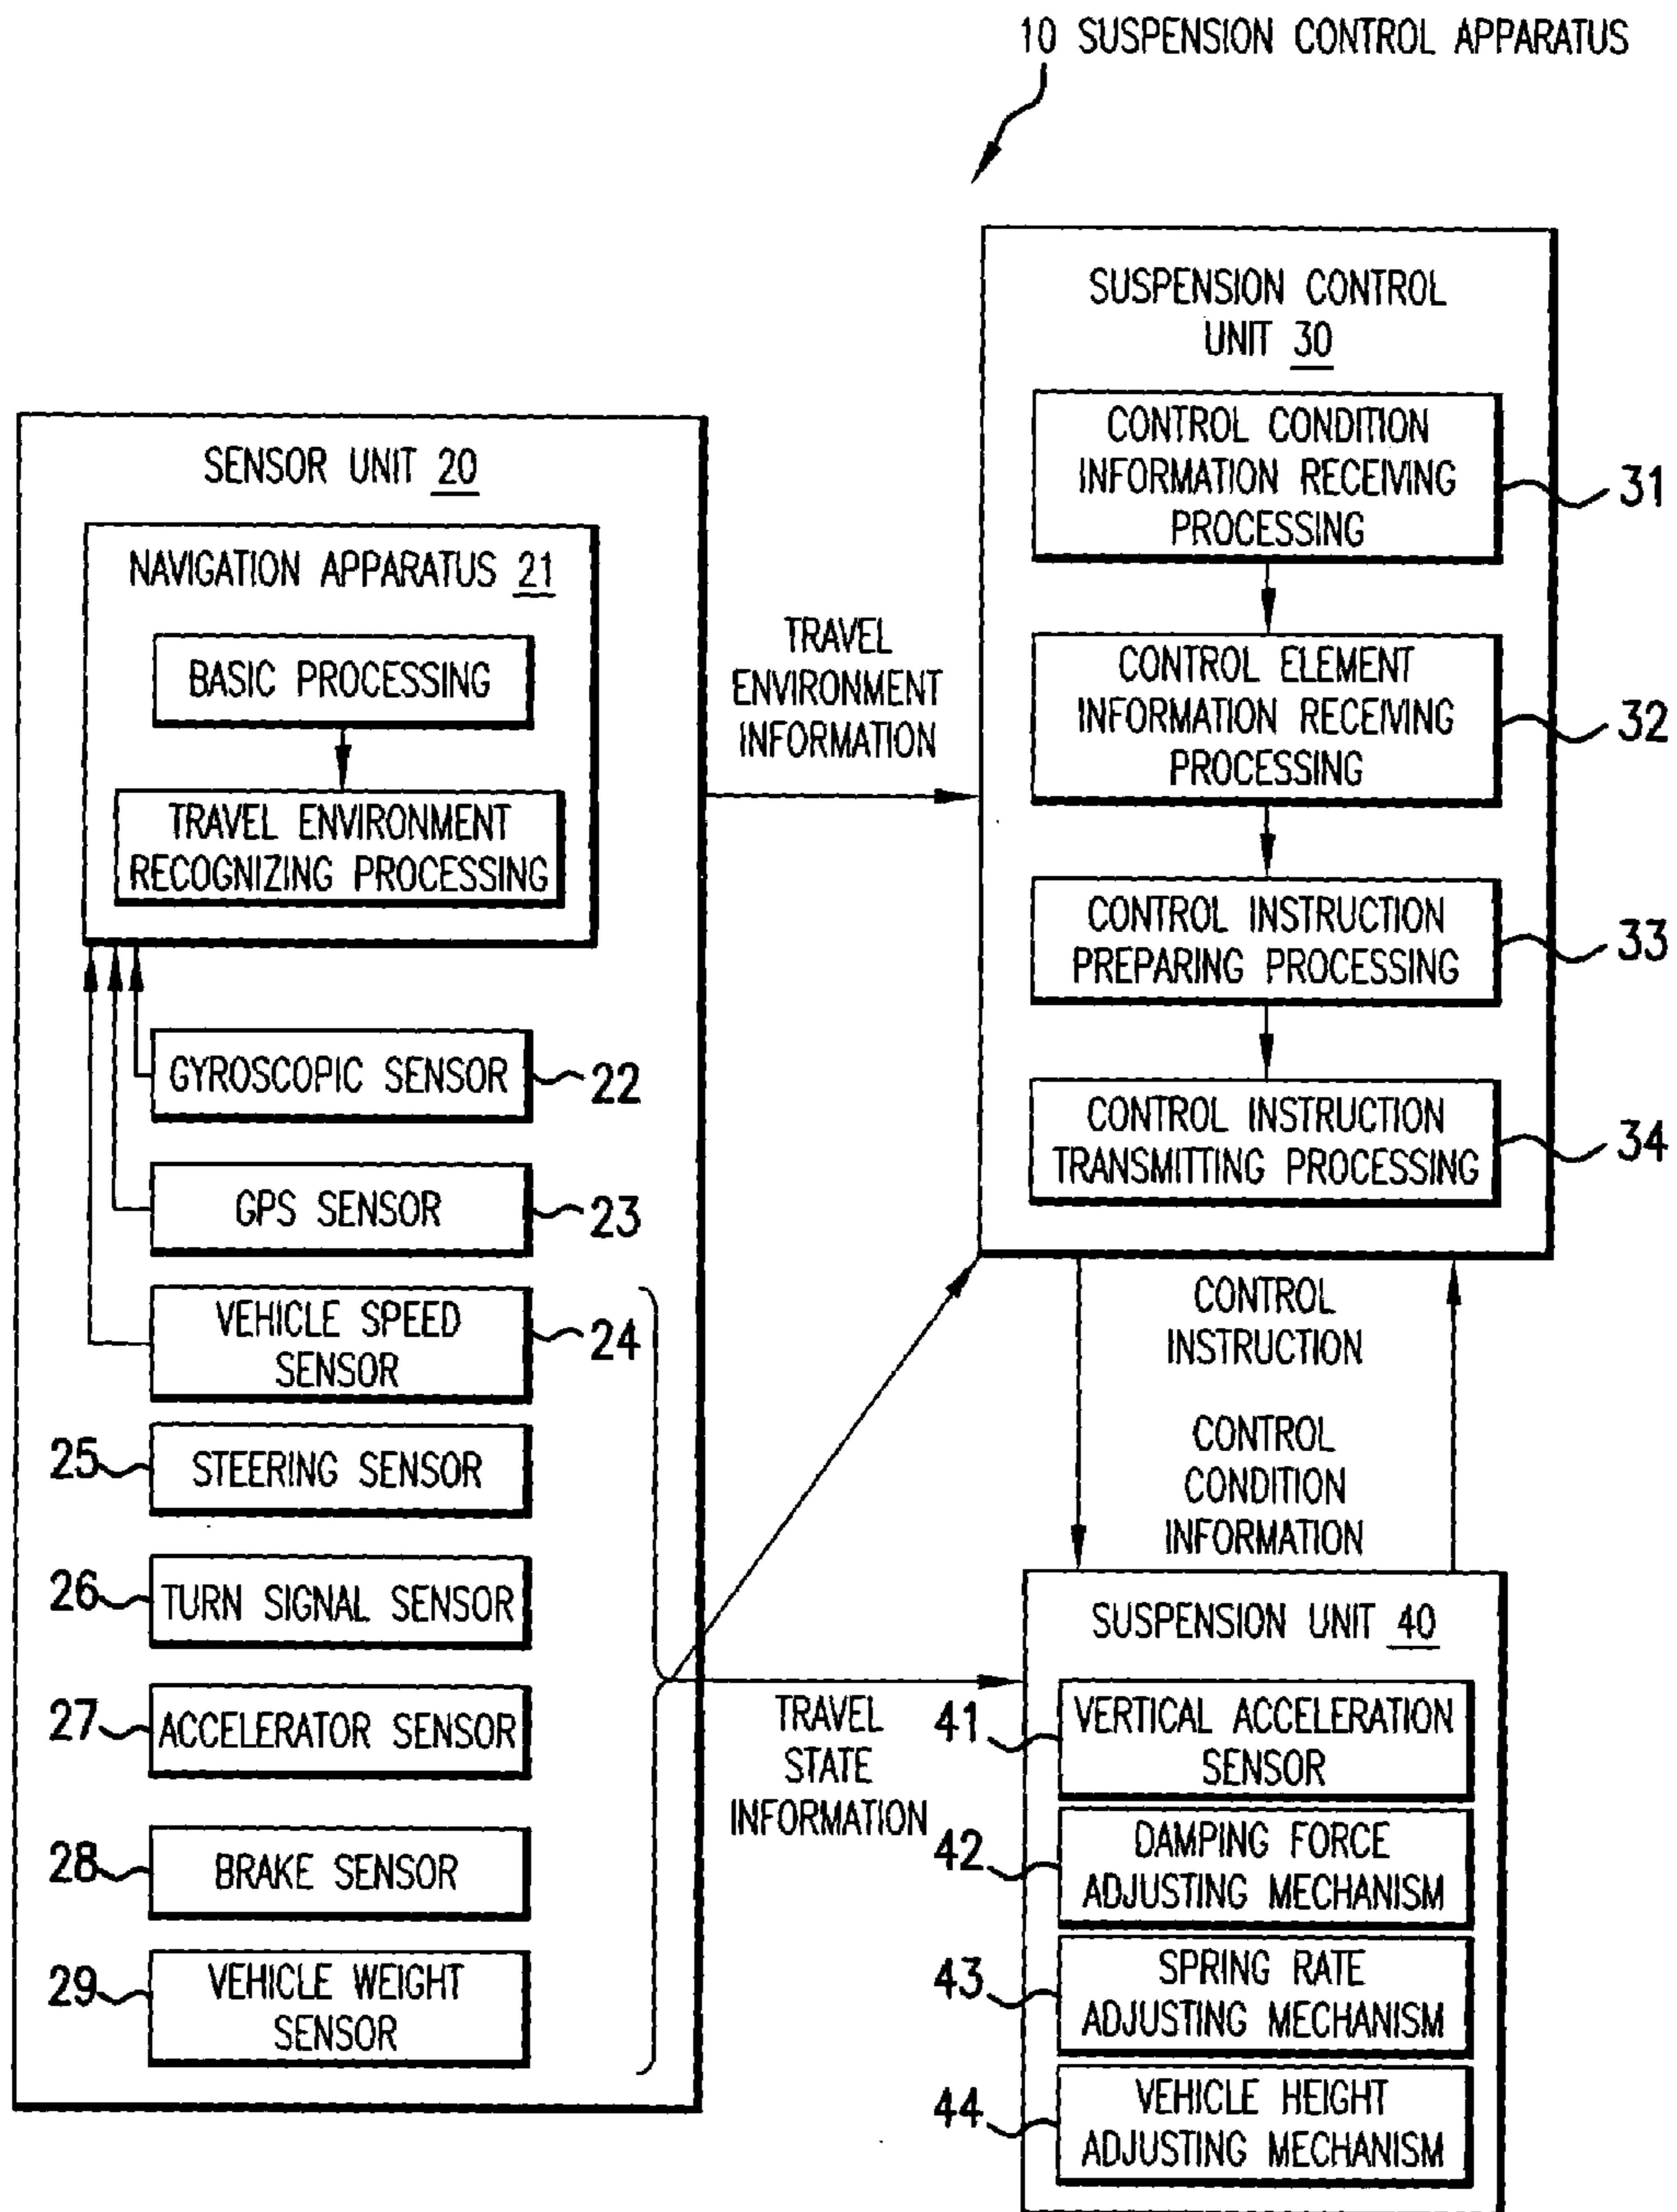 10 SUSPENSION CONTROL APPARATUS
SENSOR UNIT 20
NAVIGATION APPARATUS 21
BASIC PROCESSING
TRAVEL ENVIRONMENT
RECOGNIZING PROCESSING
GYROSCOPIC SENSOR
22
GPS SENSOR
23
VEHICLE SPEED
SENSOR
24
25
STEERING SENSOR
26
TURN SIGNAL SENSOR
27
ACCELERATOR SENSOR
28
BRAKE SENSOR
29
VEHICLE WEIGHT
SENSOR
TRAVEL
ENVIRONMENT
INFORMATION
TRAVEL
STATE
INFORMATION
SUSPENSION CONTROL
UNIT 30
CONTROL CONDITION
INFORMATION RECEIVING
PROCESSING
31
CONTROL ELEMENT
INFORMATION RECEIVING
PROCESSING
32
CONTROL INSTRUCTION
PREPARING PROCESSING
33
CONTROL INSTRUCTION
TRANSMITTING PROCESSING
34
CONTROL
INSTRUCTION
CONTROL
CONDITION
INFORMATION
SUSPENSION UNIT 40
41
VERTICAL ACCELERATION
SENSOR
42
DAMPING FORCE
ADJUSTING MECHANISM
43
SPRING RATE
ADJUSTING MECHANISM
44
VEHICLE HEIGHT
ADJUSTING MECHANISM